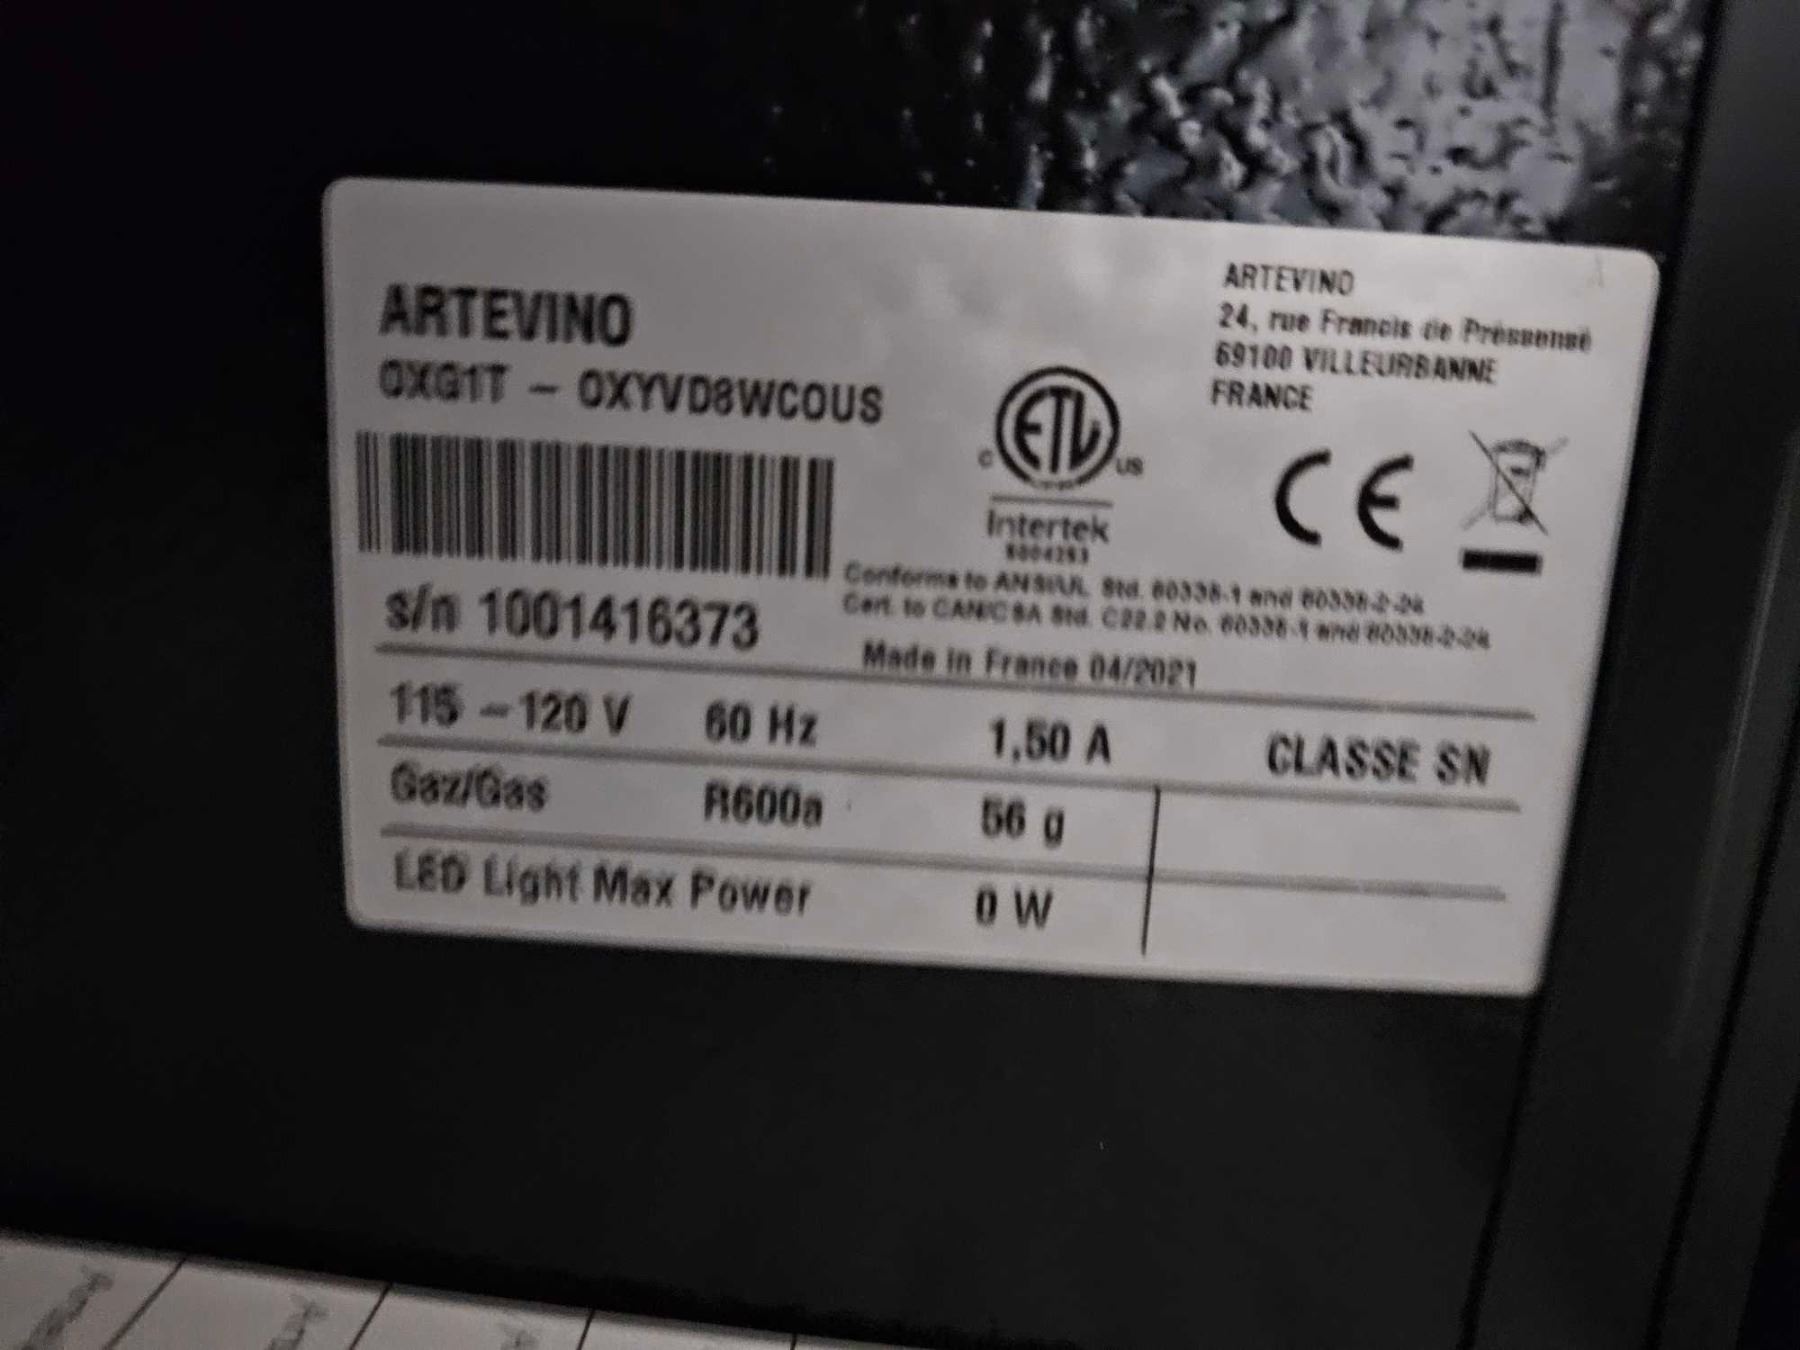 ARTEVINO
OXG1T – OXYVD8WCOUS
s/n 1001416373
ARTEVINO
24, rue Francis de Pressensé
69100 VILLEURBANNE
FRANCE
ETL
C US
Intertek
CE
Conforms to ANSI/UL Std. 60335-1 and 60335-2-24
Cert. to CAN/CSA Std. C22.2 No. 60335-1 and 60335-2-24
Made in France 04/2021
115 – 120 V 60 Hz 1,50 A CLASSE SN
Gaz/Gas R600a 56 g
LED Light Max Power 0 W